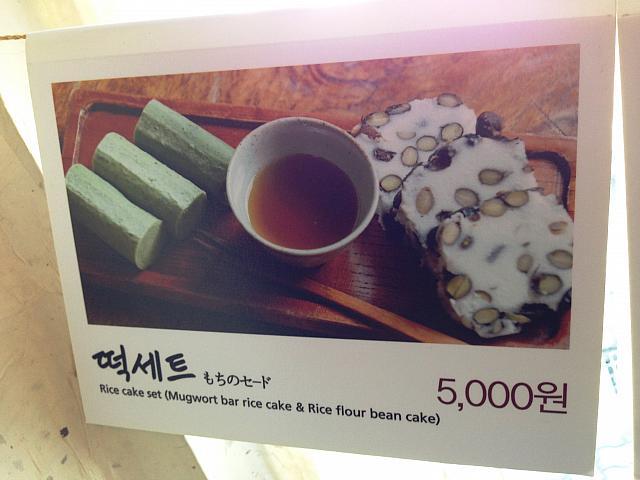 떡세트 もちのセード
Rice cake set (Mugwort bar rice cake & Rice flour bean cake)
5,000원